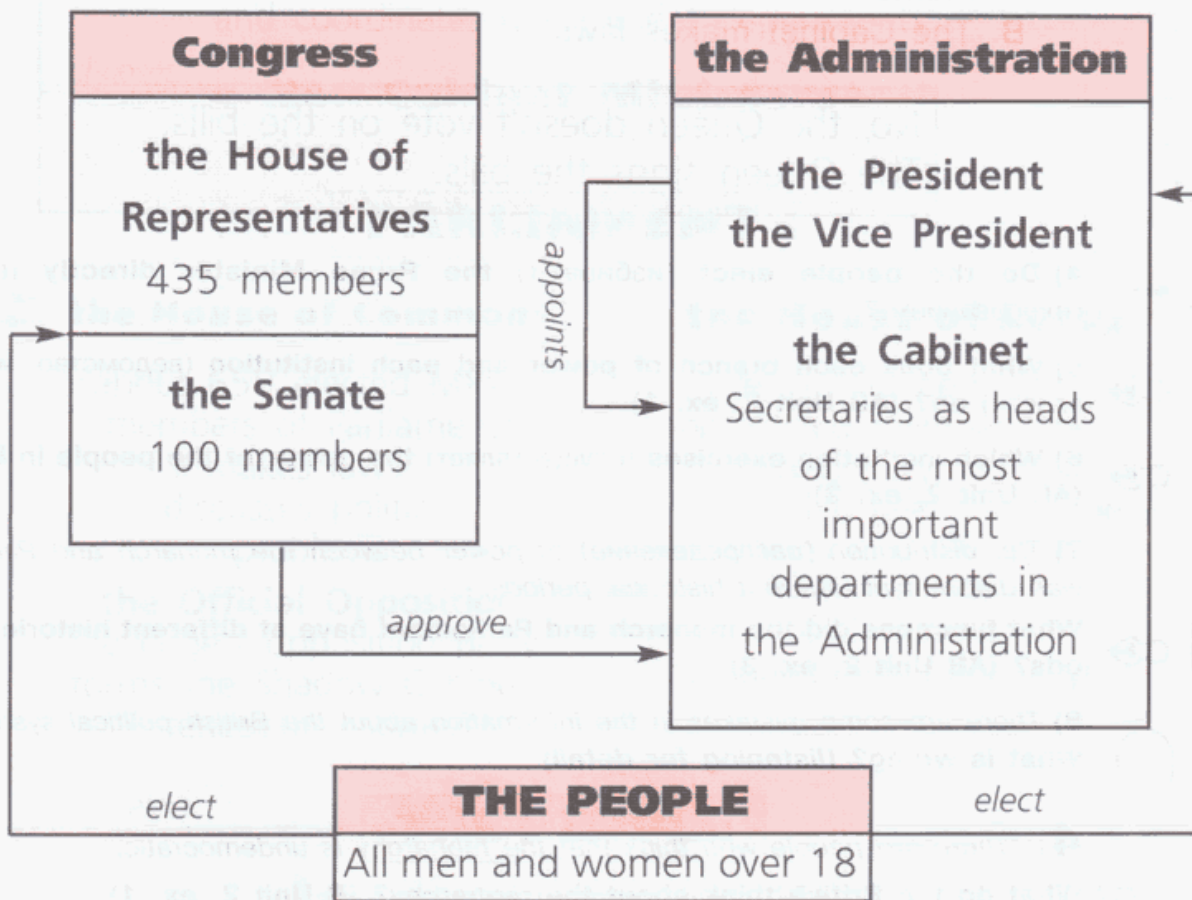 Congress
the House of
Representatives
435 members
the Senate
100 members
the Administration
the President
the Vice President
the Cabinet
Secretaries as heads
of the most
important
departments in
the Administration
appoints
approve
elect
THE PEOPLE
All men and women over 18
elect